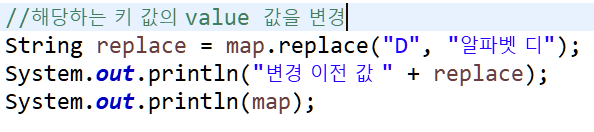 //해당하는 키 값의 value 값을 변경
String replace = map.replace("D", "알파벳 디");
System.out.println("변경 이전 값 " + replace);
System.out.println(map);